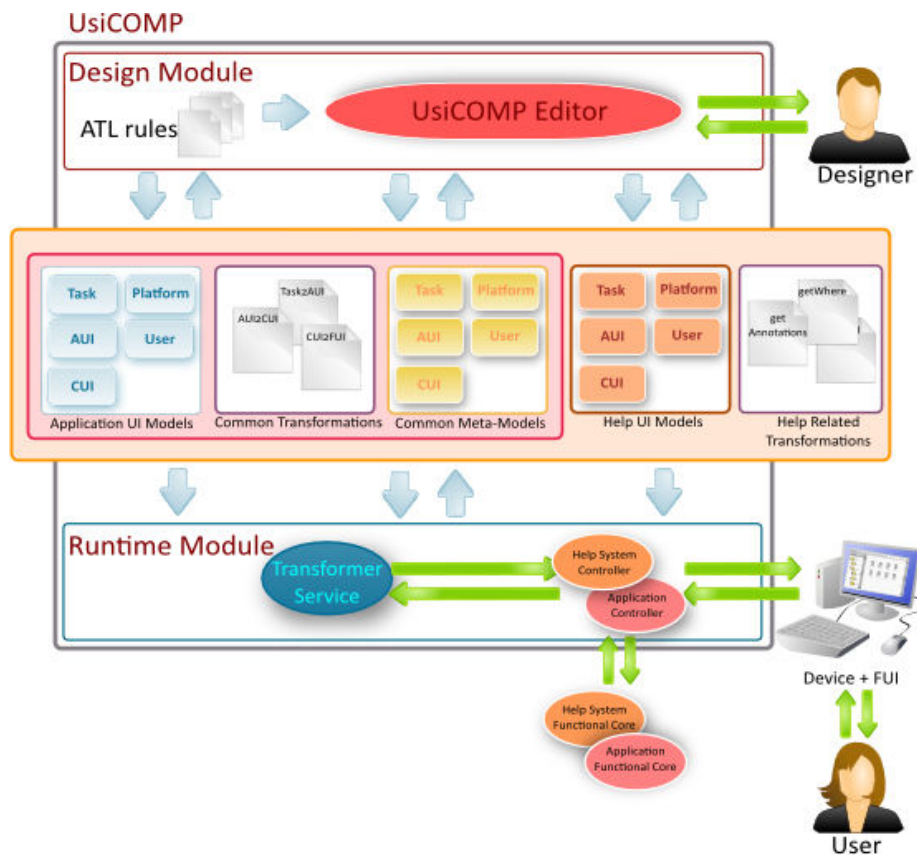 UsiCOMP
Design Module
ATL rules
UsiCOMP Editor
Designer
Task
Platform
AUI
User
CUI
Application UI Models
Task2AUI
AUI2CUI
CUI2FUI
Common Transformations
Task
Platform
AUI
User
CUI
Common Meta-Models
Task
Platform
AUI
User
CUI
Help UI Models
getWhere
get
Annotations
Help Related
Transformations
Runtime Module
Transformer
Service
Help System
Controller
Application
Controller
Device + FUI
Help System
Functional Core
Application
Functional Core
User